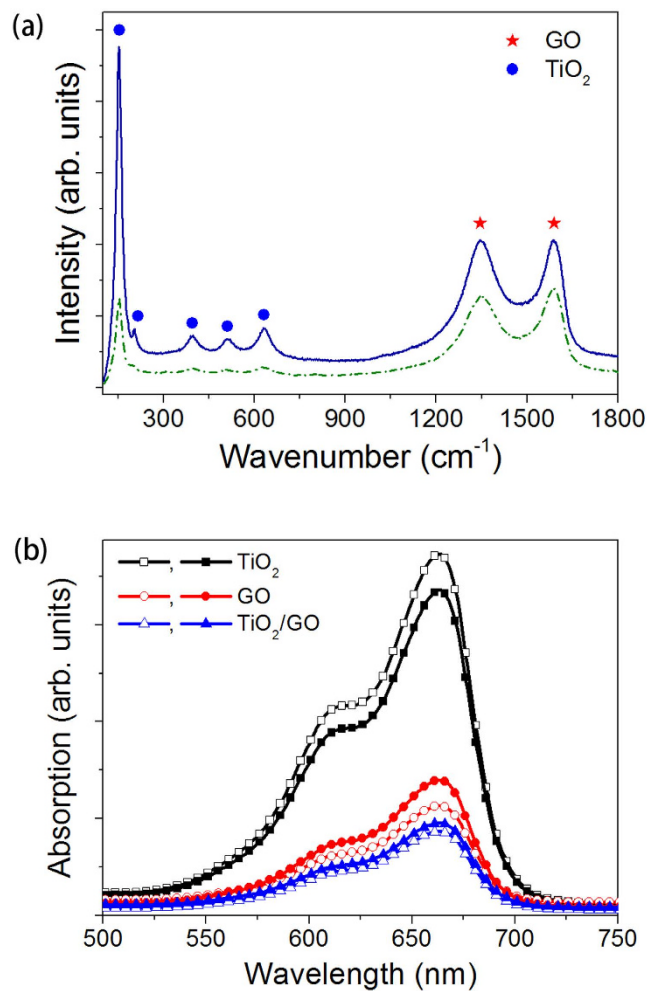 (a)
GO
TiO₂
Intensity (arb. units)
300 600 900 1200 1500 1800
Wavenumber (cm⁻¹)
(b)
, TiO₂
, GO
, TiO₂/GO
Absorption (arb. units)
500 550 600 650 700 750
Wavelength (nm)